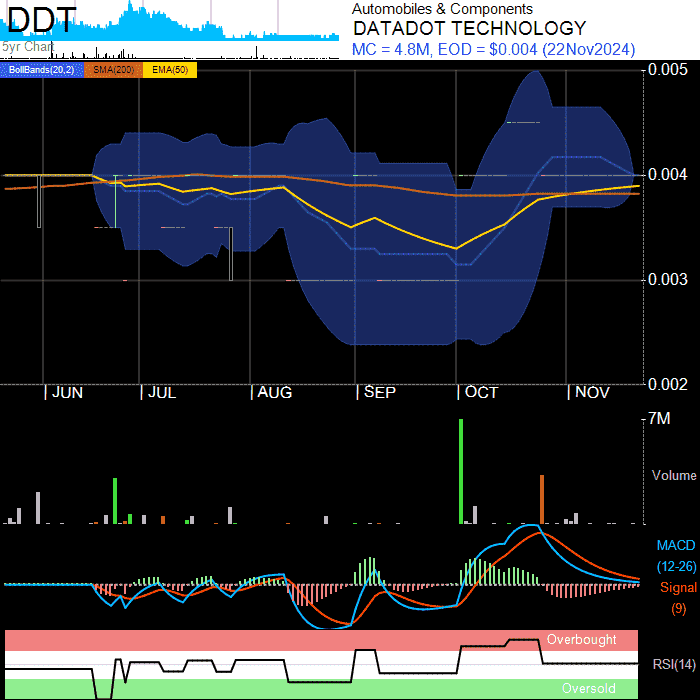 DDT
5yr Chart
Automobiles & Components
DATADOT TECHNOLOGY
MC = 4.8M, EOD = $0.004 (22Nov2024)
BollBands(20,2) SMA(200) EMA(50)
0.005
0.004
0.003
0.002
JUN JUL AUG SEP OCT NOV
7M
Volume
MACD
(12-26)
Signal
(9)
Overbought
RSI(14)
Oversold